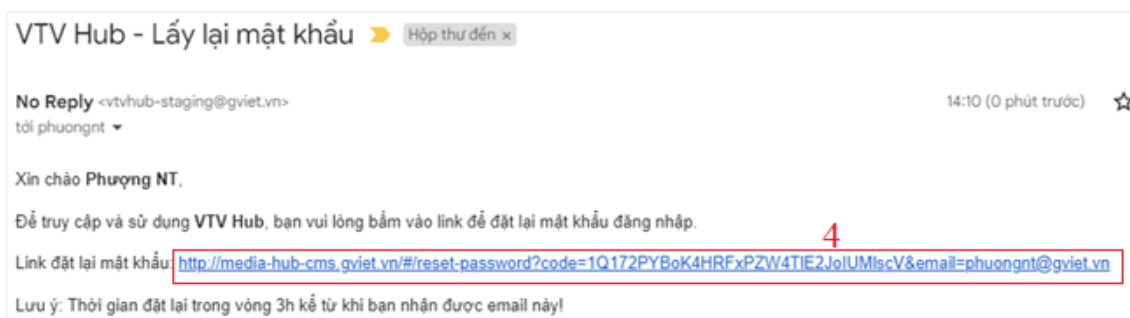 VTV Hub - Lấy lại mật khẩu Hộp thư đến x
No Reply <vtvhub-staging@gviet.vn> 14:10 (0 phút trước)
tới phuongnt
Xin chào Phượng NT,
Để truy cập và sử dụng VTV Hub, bạn vui lòng bấm vào link để đặt lại mật khẩu đăng nhập.
4
Link đặt lại mật khẩu: http://media-hub-cms.gviet.vn/#/reset-password?code=1Q172PYBoK4HRFxPZW4TIE2JoIUMIscV&email=phuongnt@gviet.vn
Lưu ý: Thời gian đặt lại trong vòng 3h kể từ khi bạn nhận được email này!